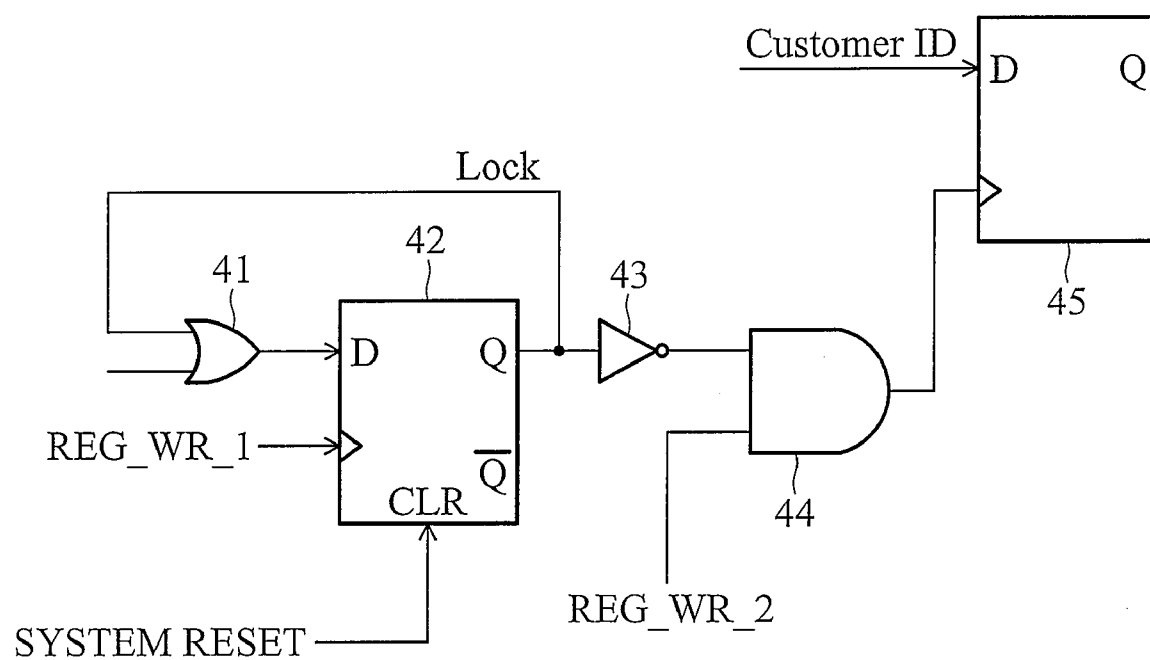 Customer ID
D
Q
45
Lock
41
42
D
Q
REG_WR_1
Q
CLR
43
44
REG_WR_2
SYSTEM RESET